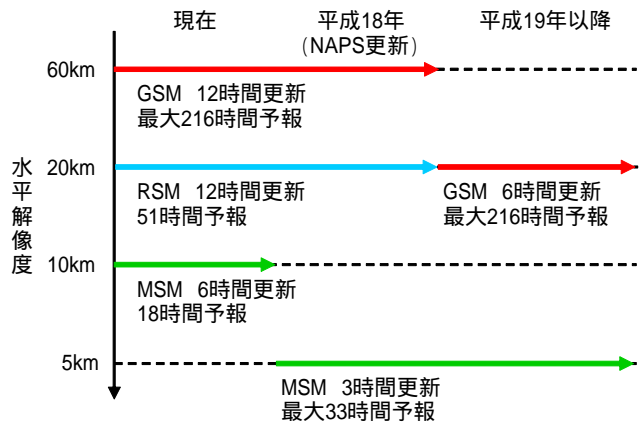 現在
平成18年
(NAPS更新)
平成19年以降
60km
GSM 12時間更新
最大216時間予報
水平解像度
20km
RSM 12時間更新
51時間予報
GSM 6時間更新
最大216時間予報
10km
MSM 6時間更新
18時間予報
5km
MSM 3時間更新
最大33時間予報